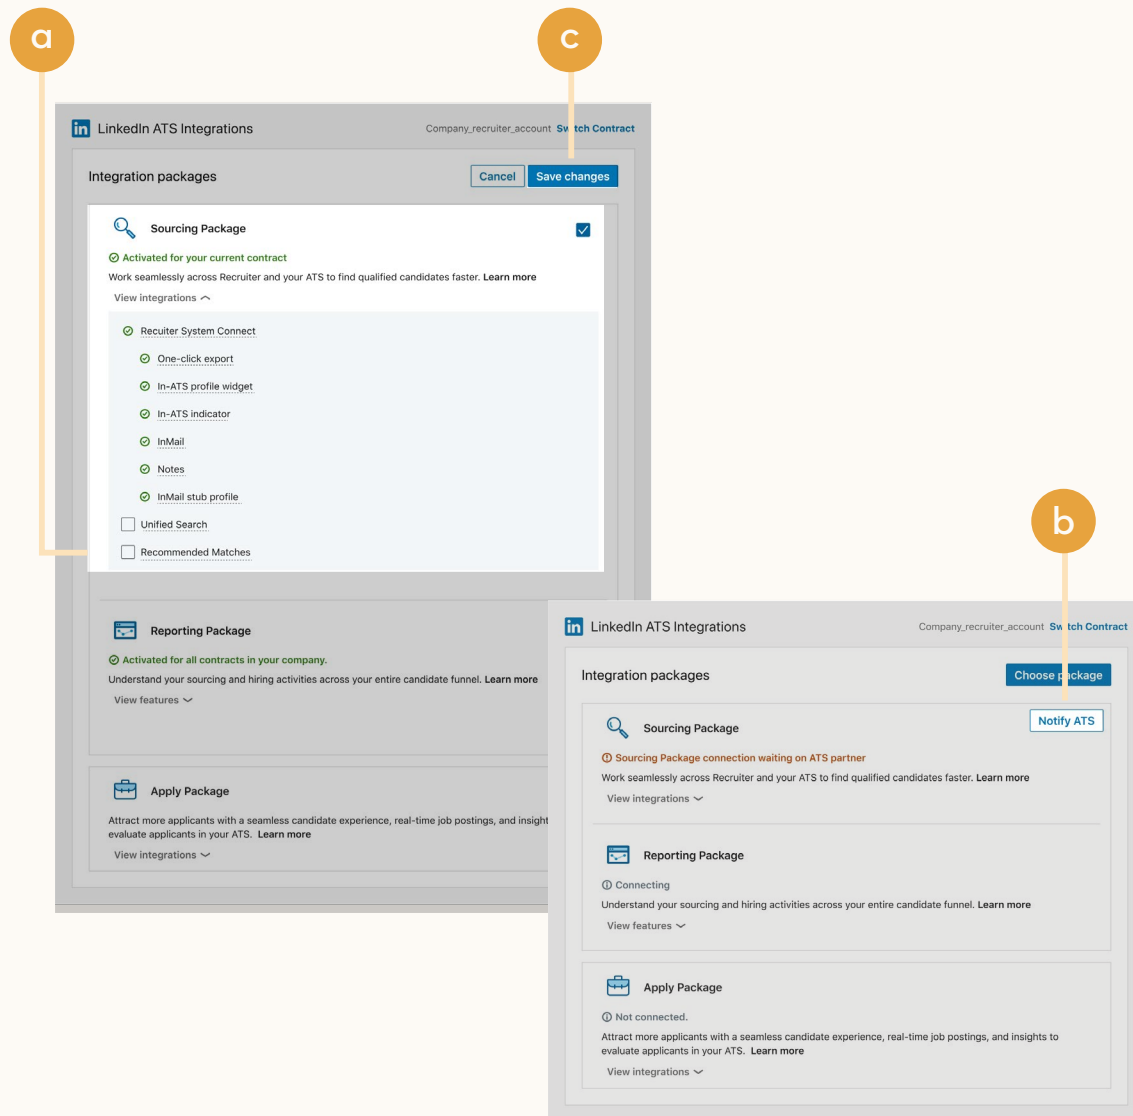 a
c
in LinkedIn ATS Integrations
Company_recruiter_account Switch Contract
Integration packages
Cancel
Save changes
Sourcing Package
Activated for your current contract
Work seamlessly across Recruiter and your ATS to find qualified candidates faster. Learn more
View integrations
Recuiter System Connect
One-click export
In-ATS profile widget
In-ATS indicator
InMail
Notes
InMail stub profile
Unified Search
Recommended Matches
Reporting Package
Activated for all contracts in your company.
Understand your sourcing and hiring activities across your entire candidate funnel. Learn more
View features
Apply Package
Attract more applicants with a seamless candidate experience, real-time job postings, and insight
evaluate applicants in your ATS. Learn more
View integrations
b
in LinkedIn ATS Integrations
Company_recruiter_account Switch Contract
Integration packages
Choose package
Sourcing Package
Notify ATS
Sourcing Package connection waiting on ATS partner
Work seamlessly across Recruiter and your ATS to find qualified candidates faster. Learn more
View integrations
Reporting Package
Connecting
Understand your sourcing and hiring activities across your entire candidate funnel. Learn more
View features
Apply Package
Not connected.
Attract more applicants with a seamless candidate experience, real-time job postings, and insights to
evaluate applicants in your ATS. Learn more
View integrations